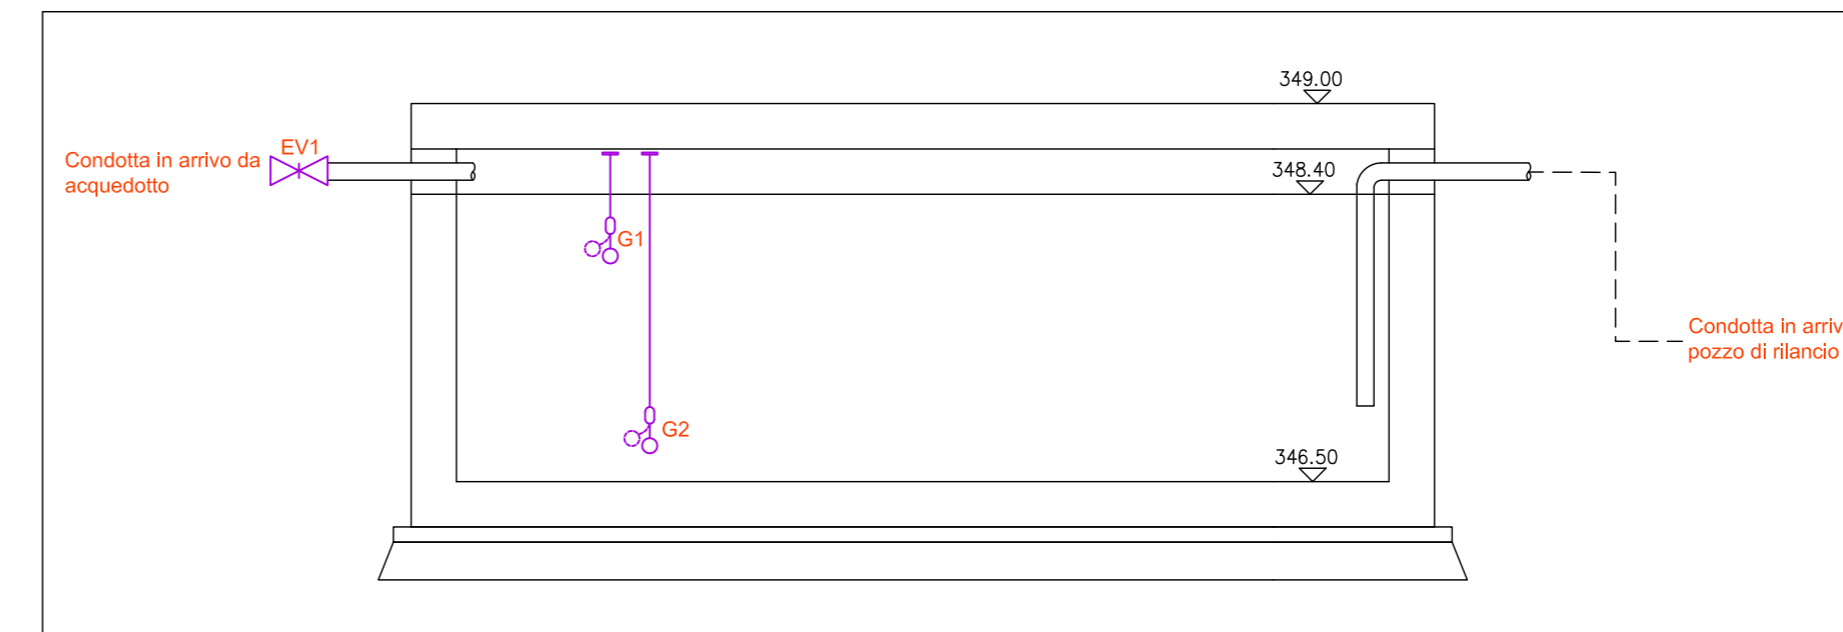 349.00
EV1
Condotta in arrivo da
acquedotto
348.40
G1
Condotta in arriv
pozzo di rilancio
G2
346.50